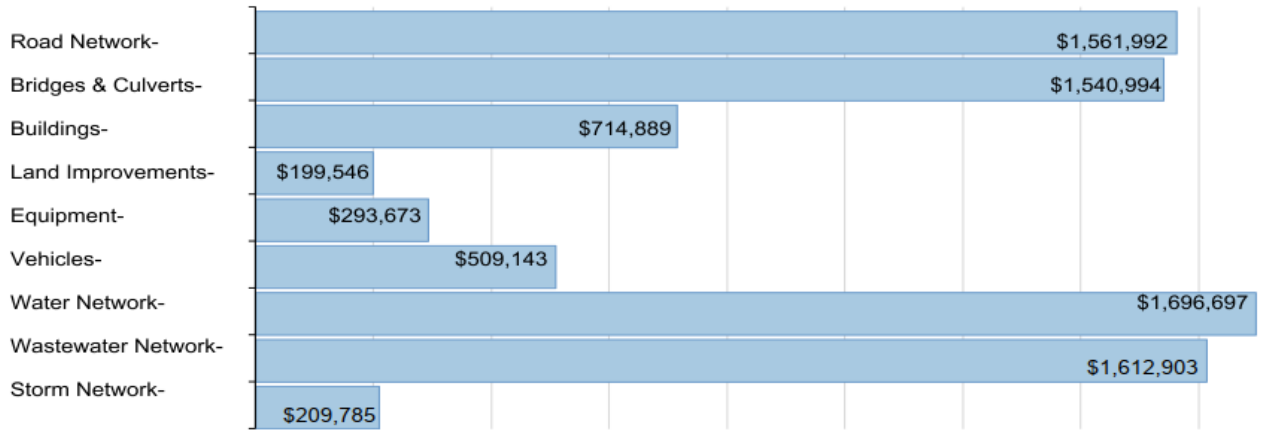 Road Network- $1,561,992
Bridges & Culverts- $1,540,994
Buildings- $714,889
Land Improvements- $199,546
Equipment- $293,673
Vehicles- $509,143
Water Network- $1,696,697
Wastewater Network- $1,612,903
Storm Network- $209,785